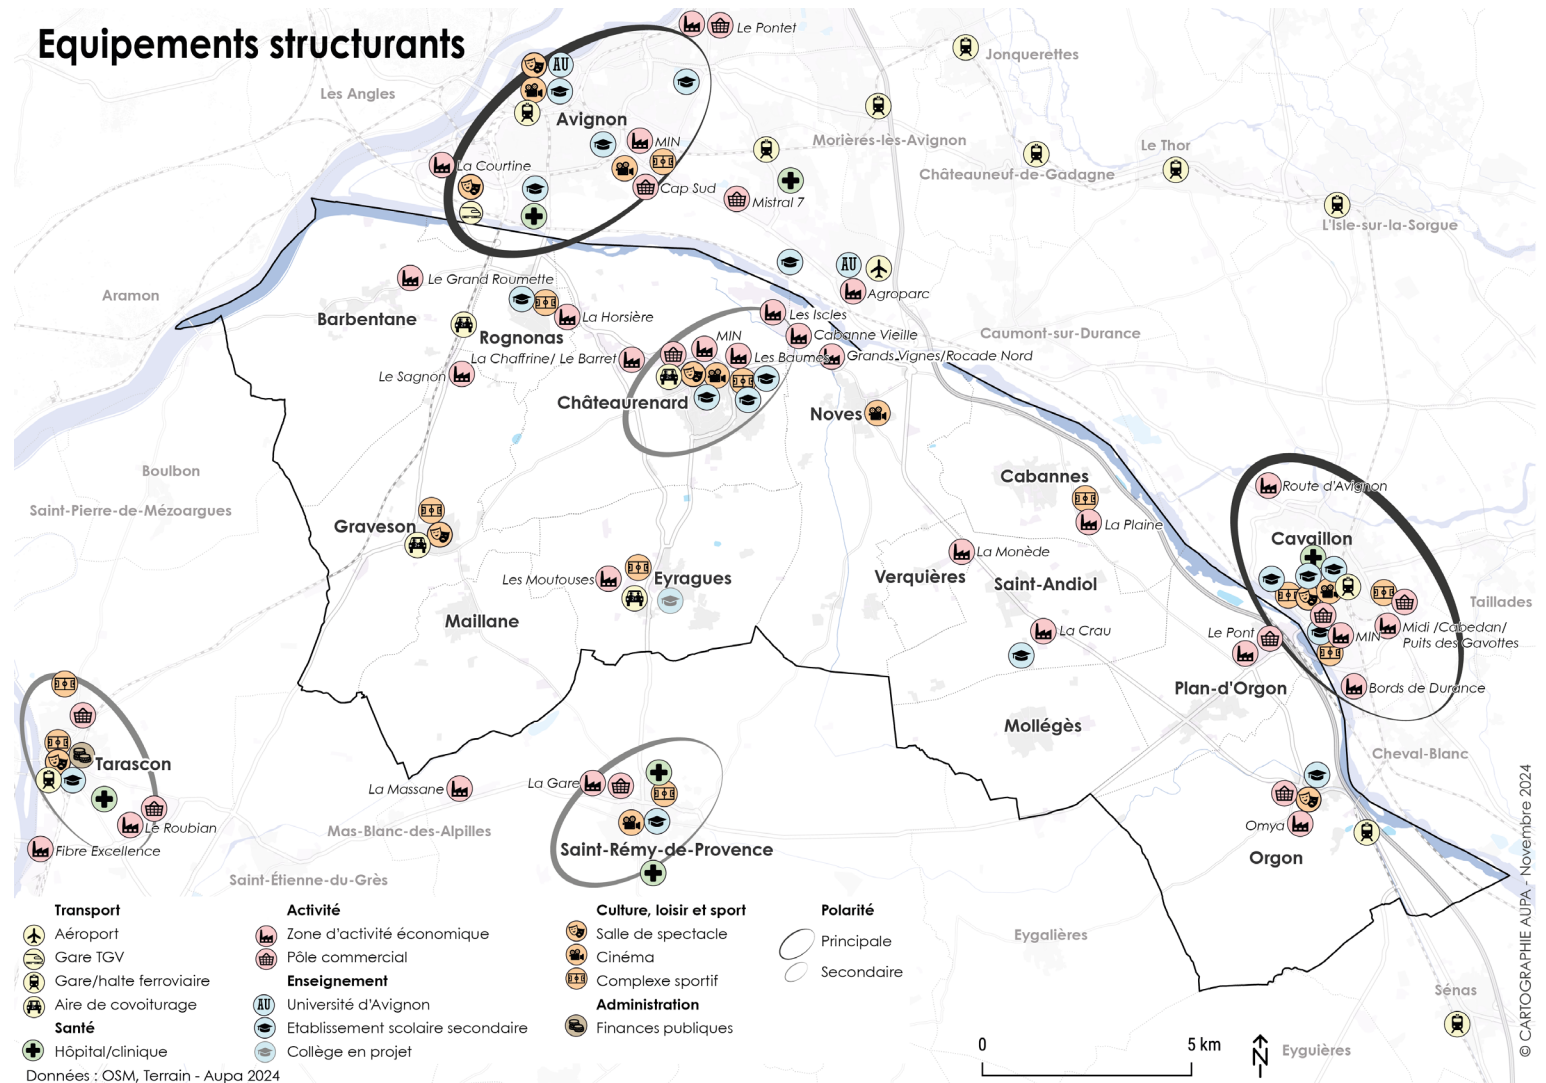 Equipements structurants
Le Pontet
Jonquerettes
Les Angles
AU
Avignon
MIN
Morières-lès-Avignon
Le Thor
La Courtine
Châteauneuf-de-Gadagne
Cap Sud
Mistral 7
L'Isle-sur-la-Sorgue
AU
Aramon
Le Grand Roumette
Agroparc
Barbentane
La Horsière
Les Iscles
Rognonas
MIN
Cabanne Vieille
Caumont-sur-Durance
La Chaffrine/ Le Barret
Les Baumes
Grands Vignes/Rocade Nord
Le Sagnon
Châteaurenard
Noves
Boulbon
Cabannes
Route d'Avignon
Saint-Pierre-de-Mézoargues
Graveson
La Plaine
Cavaillon
La Monède
Les Moutouses
Eyragues
Verquières
Saint-Andiol
Taillades
Maillane
La Crau
Le Pont
MIN
Midi /Cabedan/
Puits des Gavottes
Plan-d'Orgon
Bords de Durance
Mollégès
Cheval-Blanc
Tarascon
La Massane
La Gare
Le Roubian
Mas-Blanc-des-Alpilles
Omya
Fibre Excellence
Saint-Rémy-de-Provence
Orgon
Saint-Étienne-du-Grès
Eygalières
Sénas
Eyguières
Transport
Aéroport
Gare TGV
Gare/halte ferroviaire
Aire de covoiturage
Santé
Hôpital/clinique
Activité
Zone d'activité économique
Pôle commercial
Enseignement
AU Université d'Avignon
Etablissement scolaire secondaire
Collège en projet
Culture, loisir et sport
Salle de spectacle
Cinéma
Complexe sportif
Administration
Finances publiques
Polarité
Principale
Secondaire
0 5 km
N
Données : OSM, Terrain - Aupa 2024
© CARTOGRAPHIE AUPA - Novembre 2024